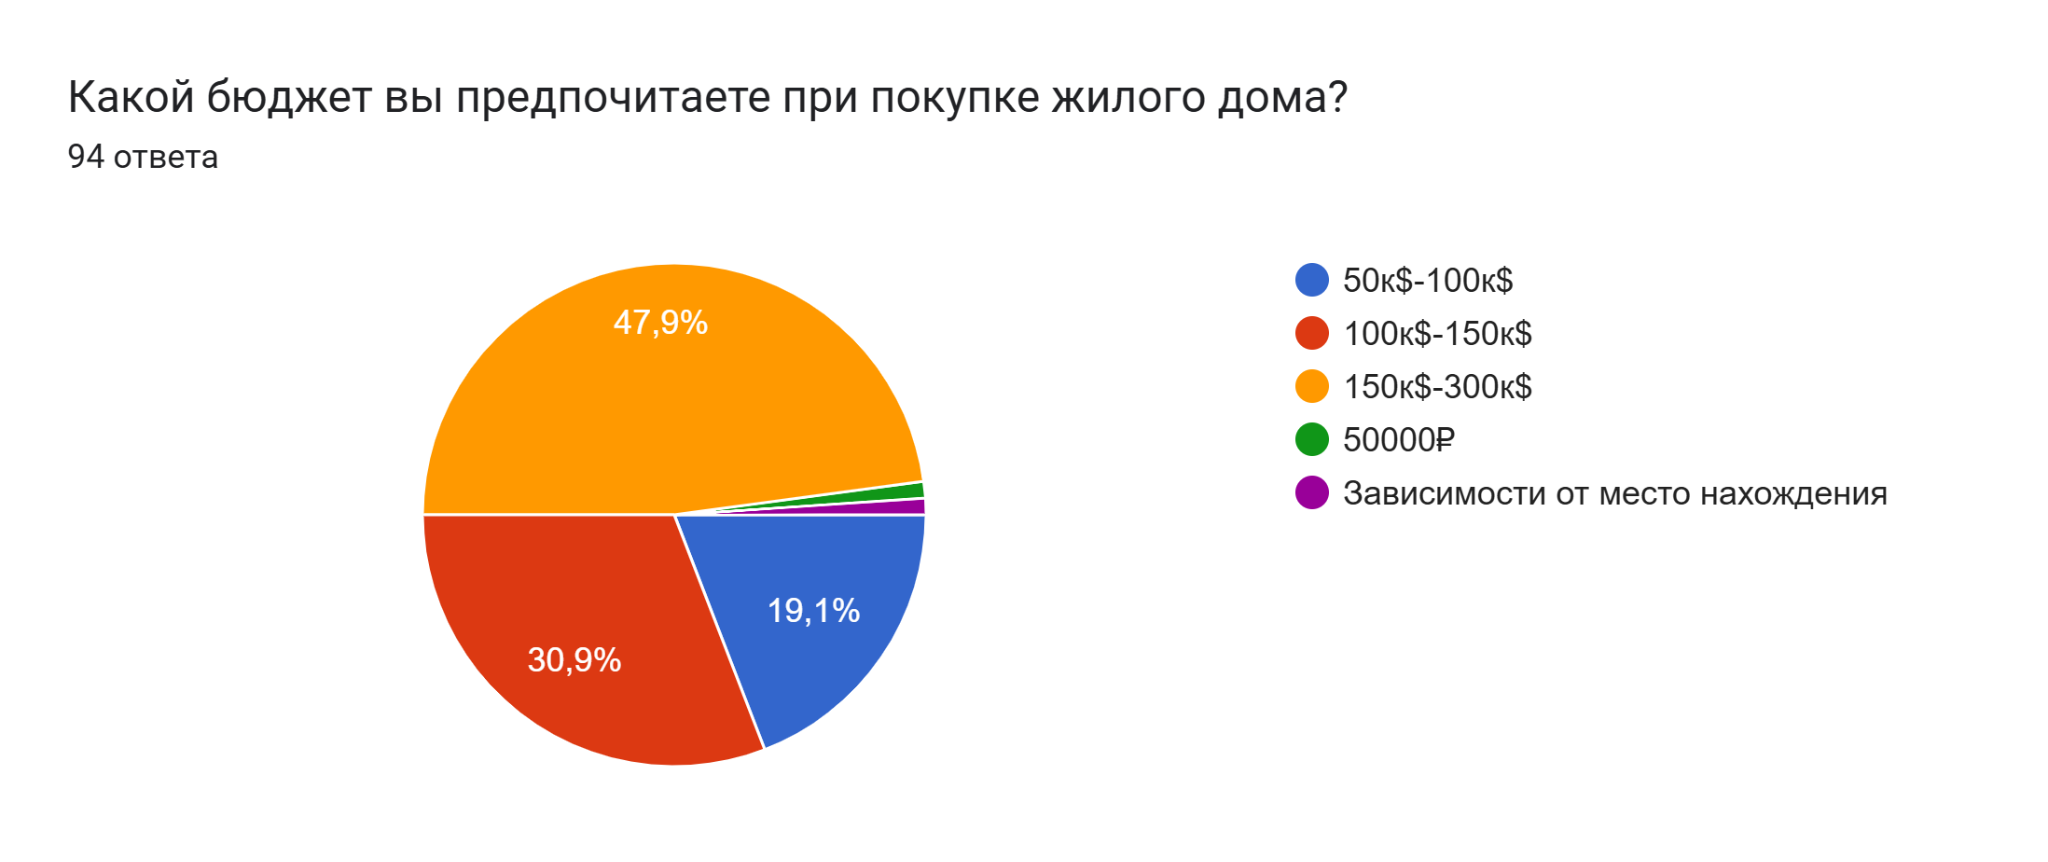 Какой бюджет вы предпочитаете при покупке жилого дома?
94 ответа
47,9%
19,1%
30,9%
50к$-100к$
100к$-150к$
150к$-300к$
50000₽
Зависимости от место нахождения